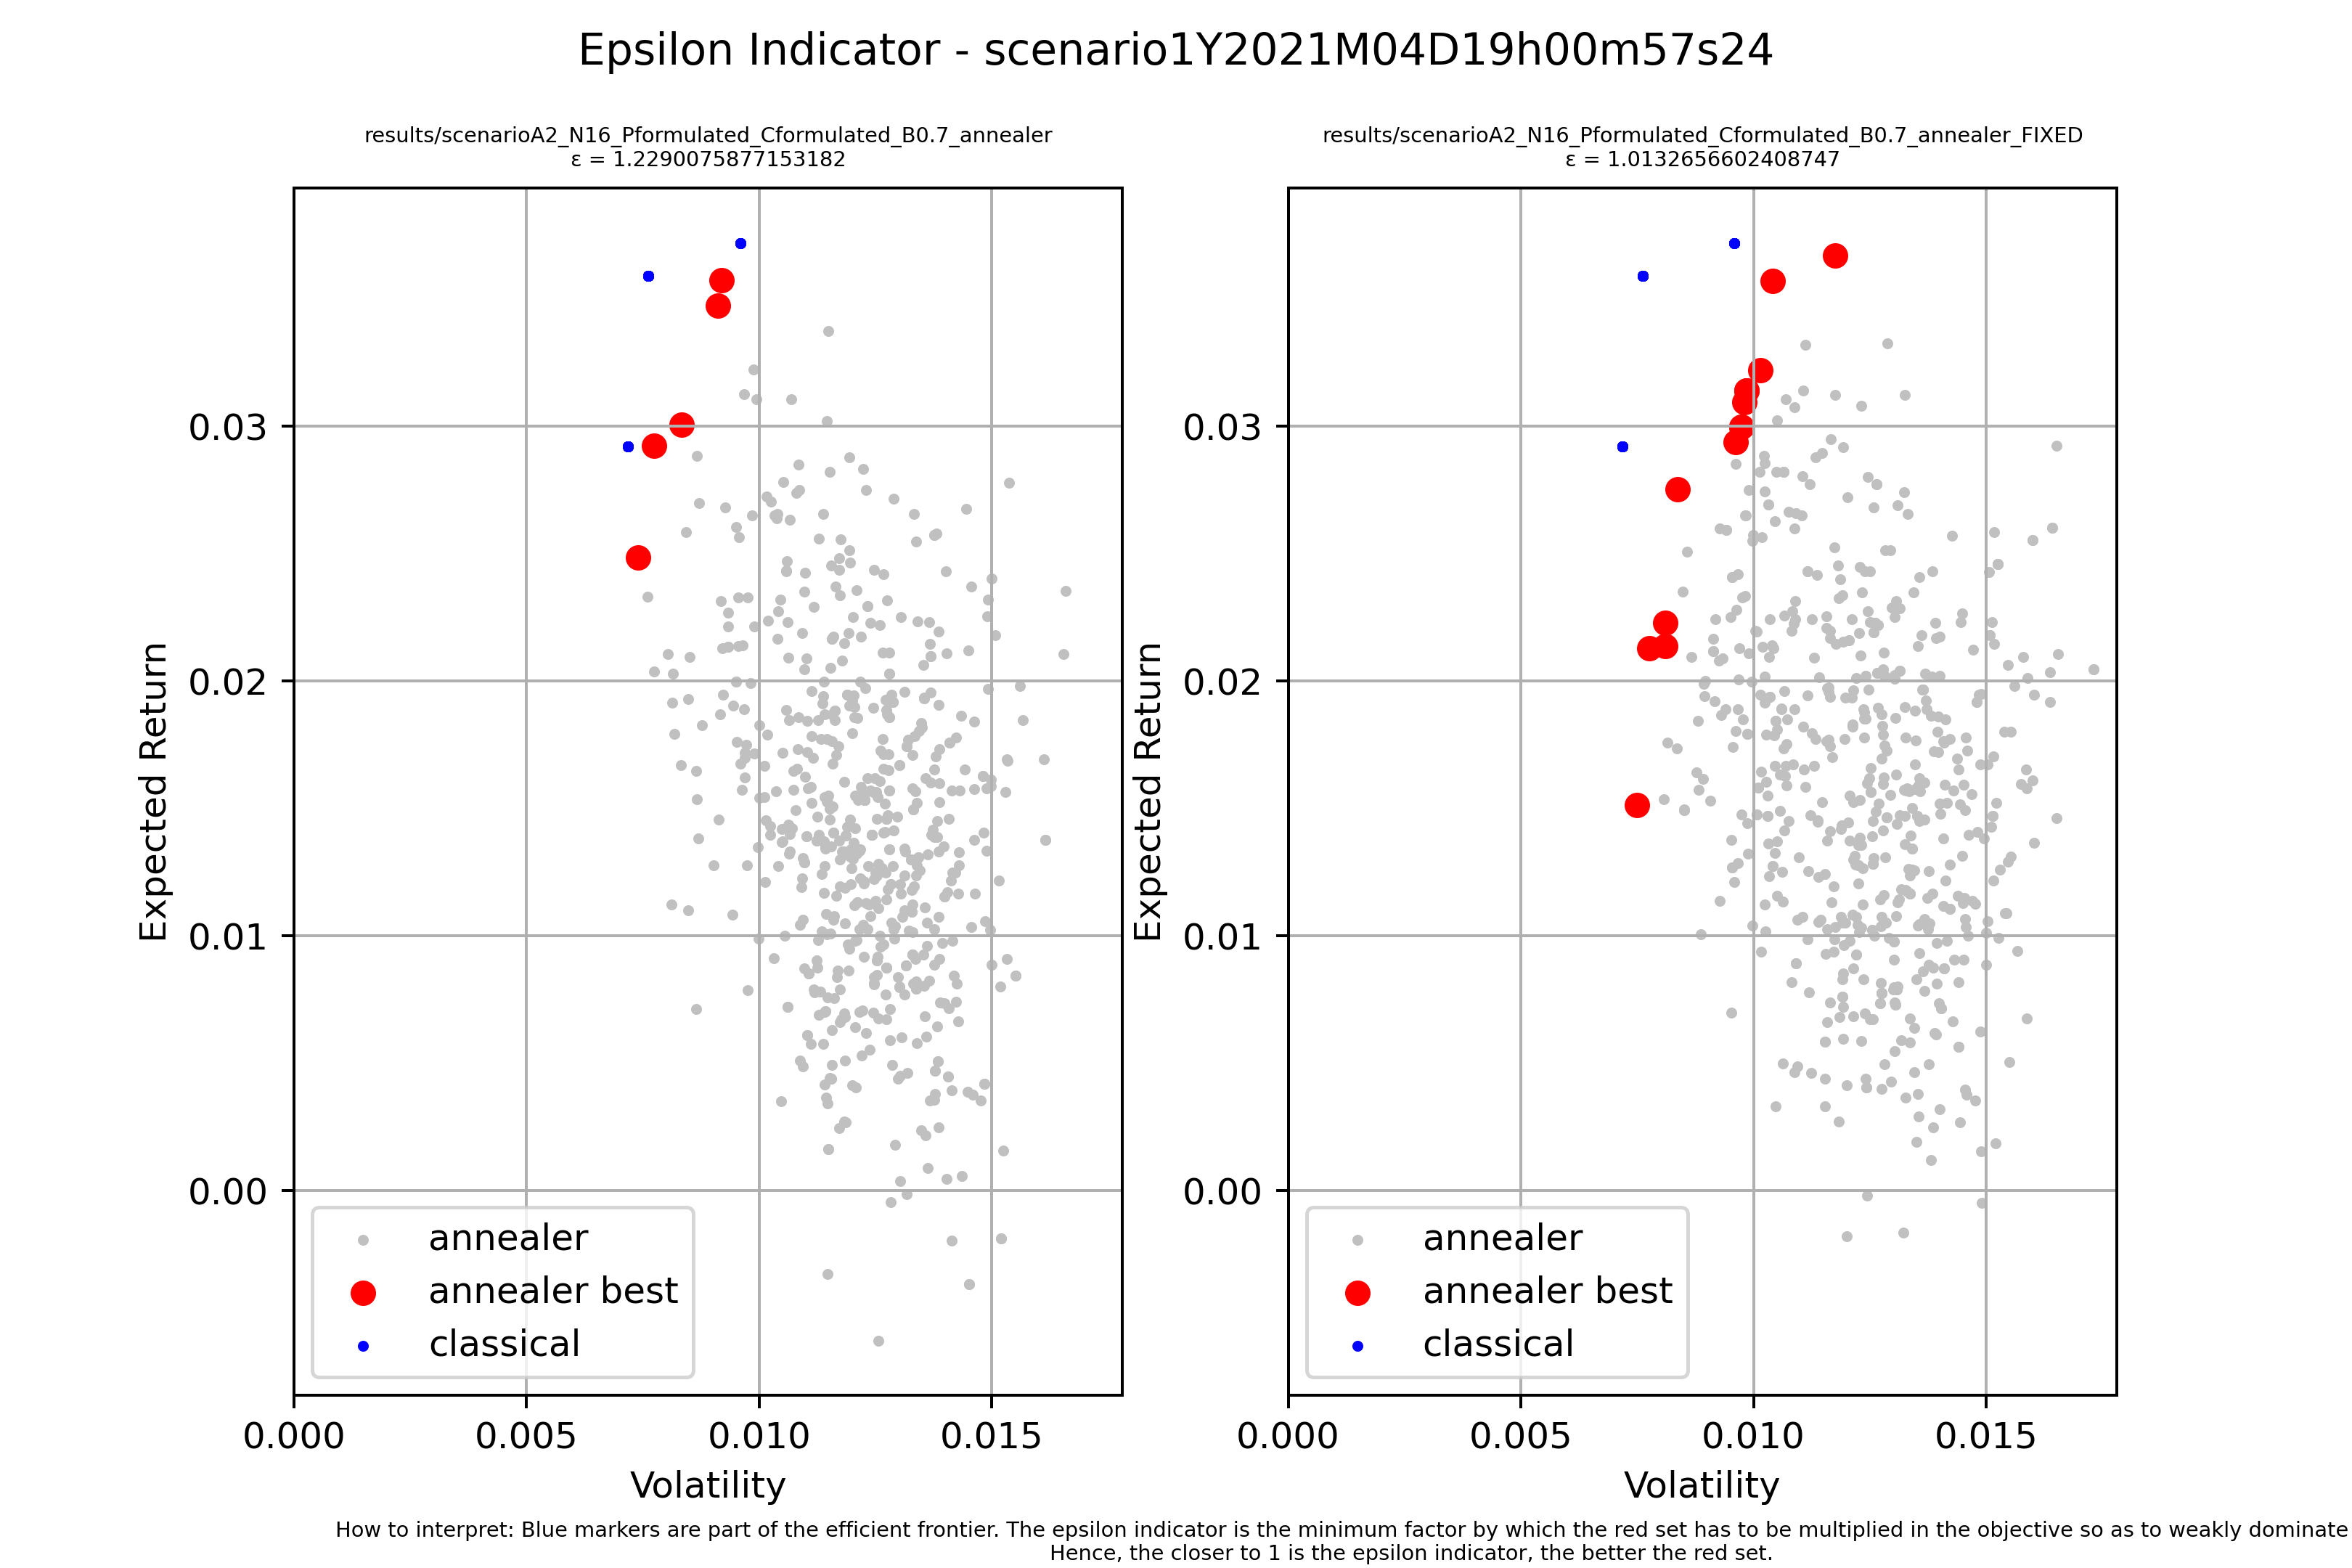 Epsilon Indicator - scenario1Y2021M04D19h00m57s24
results/scenarioA2_N16_Pformulated_Cformulated_B0.7_annealer
ε = 1.2290075877153182
Expected Return
0.03
0.02
0.01
0.00
annealer
annealer best
classical
0.000
0.005
0.010
0.015
Volatility
results/scenarioA2_N16_Pformulated_Cformulated_B0.7_annealer_FIXED
ε = 1.0132656602408747
Expected Return
0.03
0.02
0.01
0.00
annealer
annealer best
classical
0.000
0.005
0.010
0.015
Volatility
How to interpret: Blue markers are part of the efficient frontier. The epsilon indicator is the minimum factor by which the red set has to be multiplied in the objective so as to weakly dominate
Hence, the closer to 1 is the epsilon indicator, the better the red set.